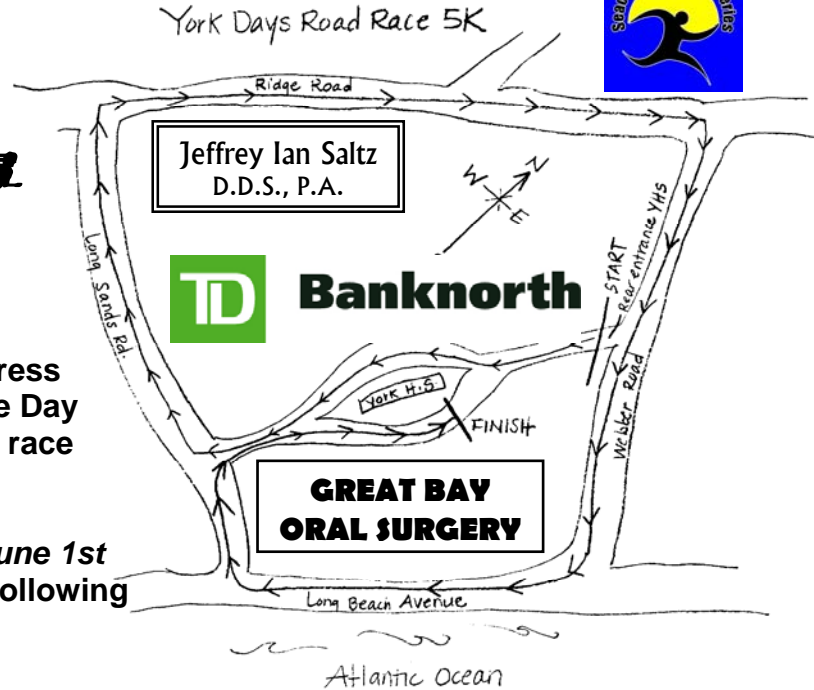 York Days Road Race 5K
Ridge Road
Jeffrey Ian Saltz
D.D.S., P.A.
W
N
E
Long Sands Rd.
START
Rear entrance YHS
TD Banknorth
Webber Road
York H.S.
FINISH
ress
e Day
race
GREAT BAY
ORAL SURGERY
une 1st
ollowing
Long Beach Avenue
Atlantic Ocean